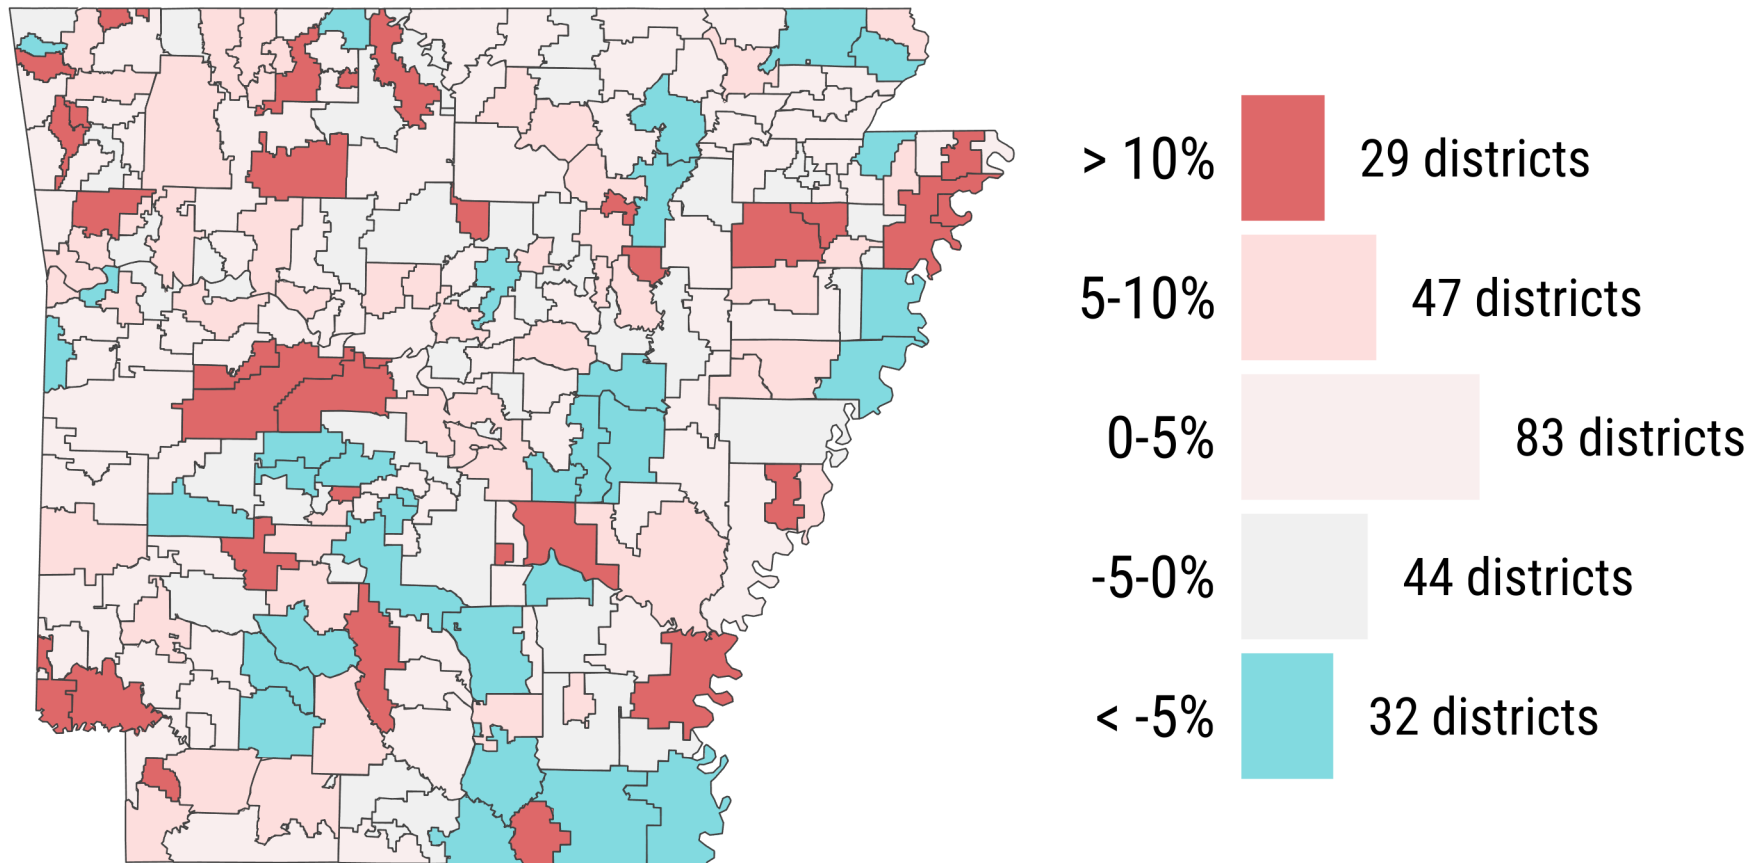 > 10% 29 districts
5-10% 47 districts
0-5% 83 districts
-5-0% 44 districts
< -5% 32 districts